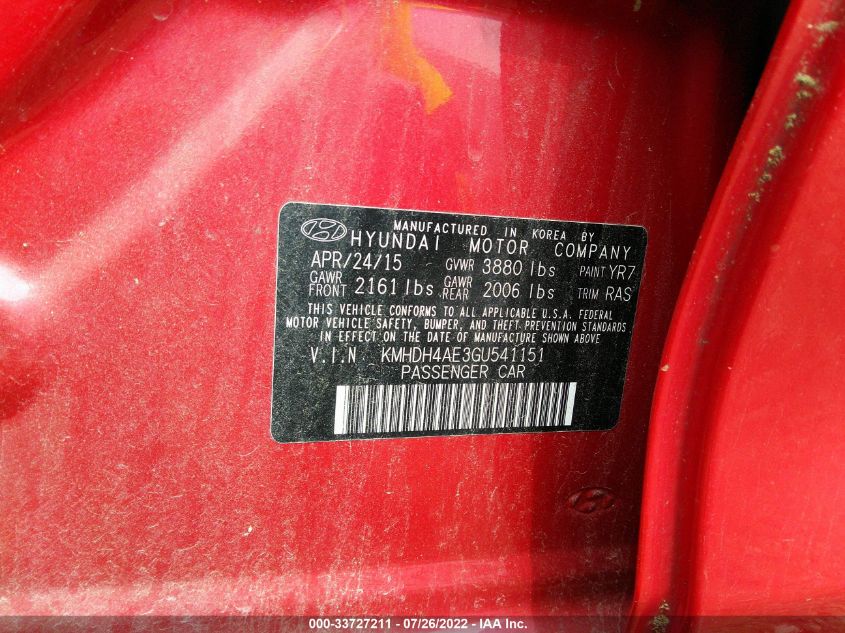 MANUFACTURED IN KOREA BY
HYUNDAI MOTOR COMPANY
APR/24/15 GVWR 3880 lbs PAINT YR7
GAWR FRONT 2161 lbs GAWR REAR 2006 lbs TRIM RAS
THIS VEHICLE CONFORMS TO ALL APPLICABLE U.S.A. FEDERAL
MOTOR VEHICLE SAFETY, BUMPER, AND THEFT PREVENTION STANDARDS
IN EFFECT ON THE DATE OF MANUFACTURE SHOWN ABOVE.
V.I.N. KMHDH4AE3GU541151
PASSENGER CAR
000-33727211 - 07/26/2022 - IAA Inc.